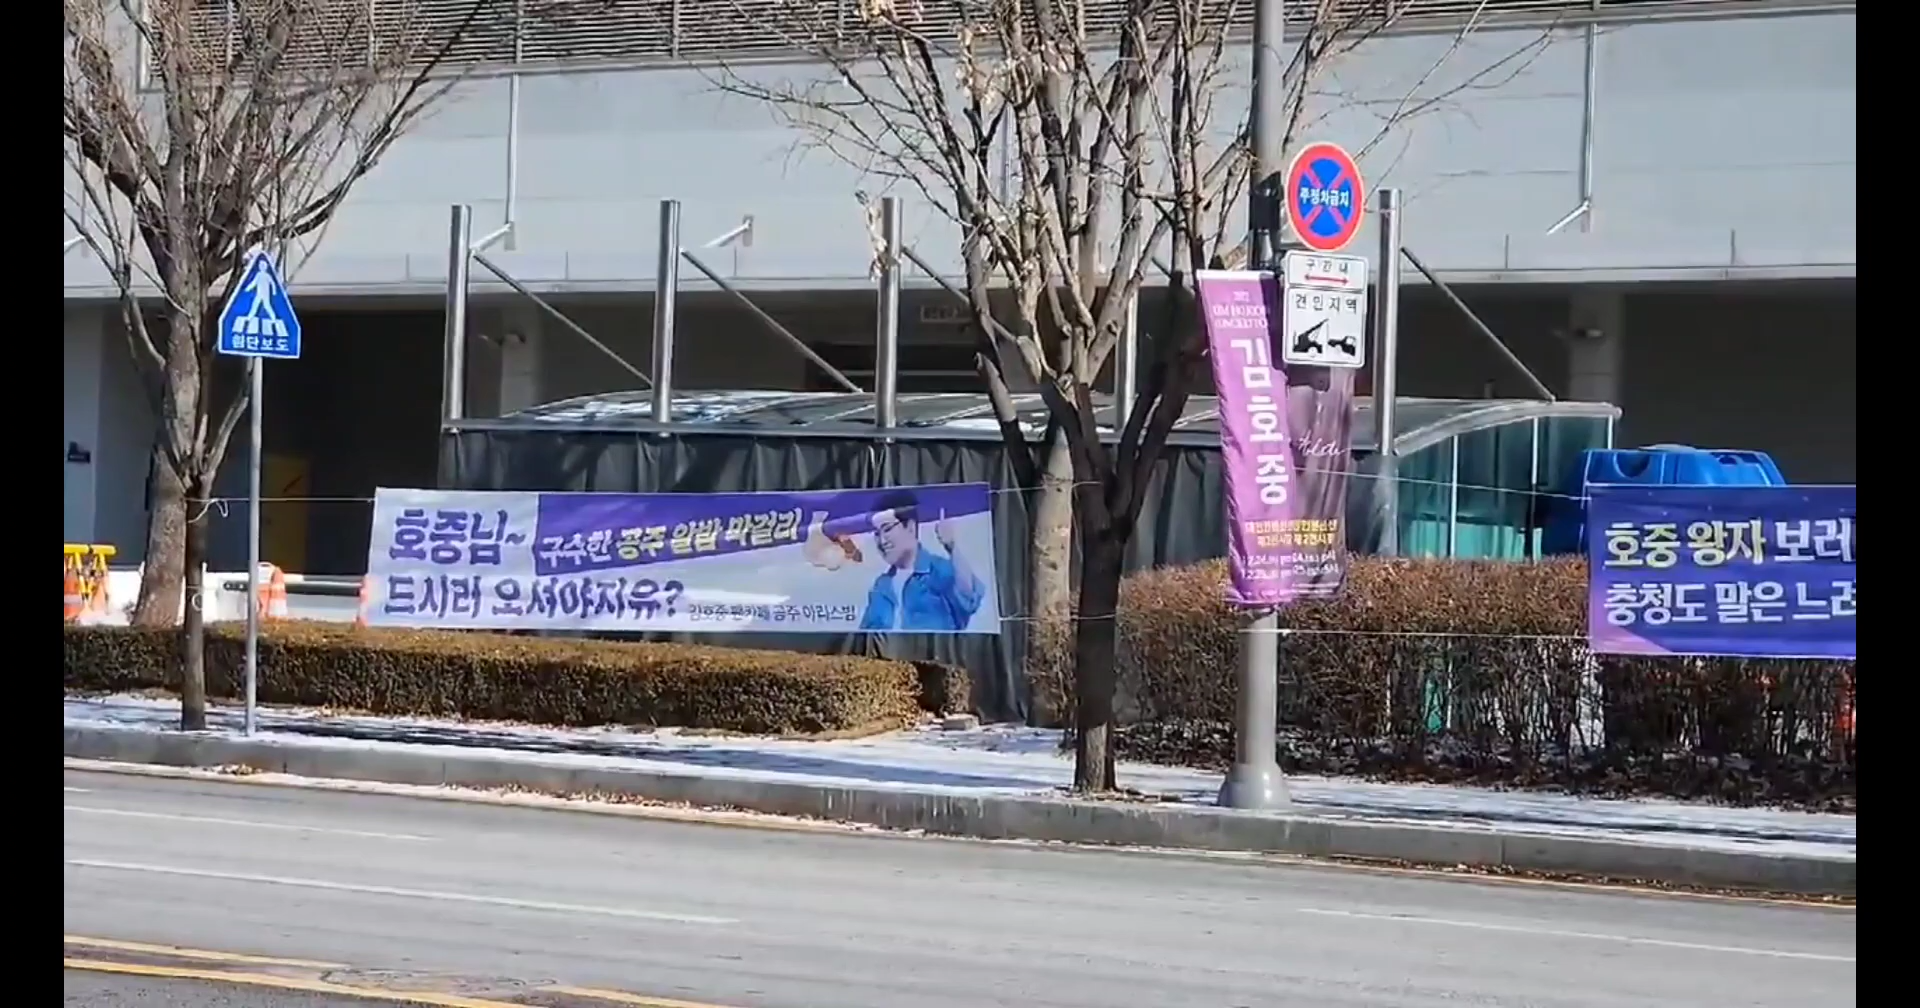 횡단보도
호중님~ 구수한 공주 알밤 막걸리
드시러 오셔야지유?
김호중 팬카페 공주 아리스빔
김호중
주정차금지
구간내
견인지역
호중 왕자 보러
충청도 말은 느려